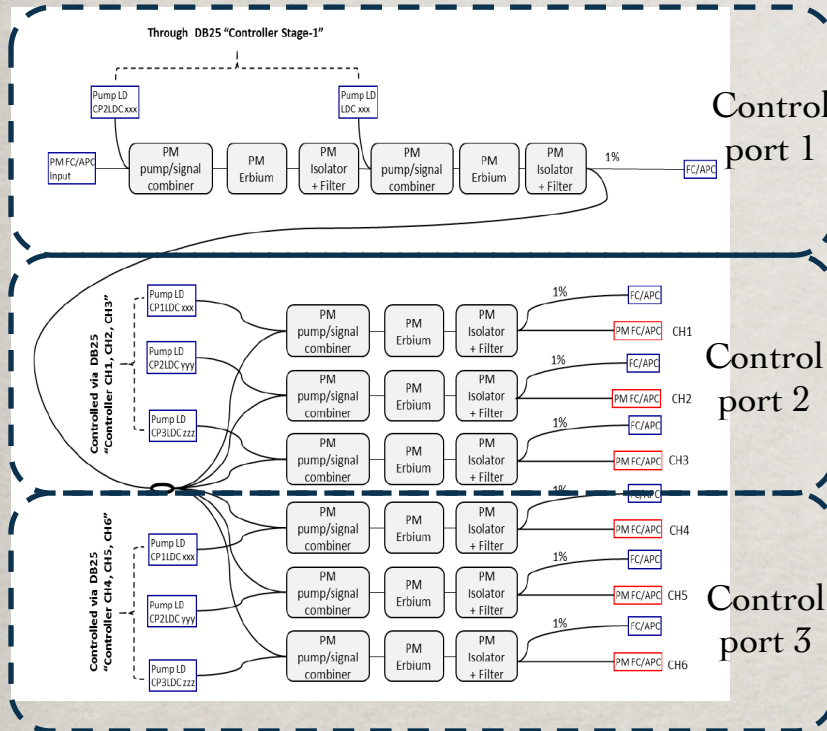 Through DB25 “Controller Stage-1”
Pump LD
CP2LDC xxx
Pump LD
LDC xxx
PM FC/APC
Input
PM
pump/signal
combiner
PM
Erbium
PM
Isolator
+ Filter
PM
pump/signal
combiner
PM
Erbium
PM
Isolator
+ Filter
1%
FC/APC
Control
port 1
Controlled via DB25
“Controller CH1, CH2, CH3”
Pump LD
CP1LDC xxx
Pump LD
CP2LDC yyy
Pump LD
CP3LDC zzz
PM
pump/signal
combiner
PM
Erbium
PM
Isolator
+ Filter
1%
FC/APC
PM FC/APC
CH1
PM
pump/signal
combiner
PM
Erbium
PM
Isolator
+ Filter
1%
FC/APC
PM FC/APC
CH2
PM
pump/signal
combiner
PM
Erbium
PM
Isolator
+ Filter
1%
FC/APC
PM FC/APC
CH3
Control
port 2
Controlled via DB25
“Controller CH4, CH5, CH6”
Pump LD
CP1LDC xxx
Pump LD
CP2LDC yyy
Pump LD
CP3LDC zzz
PM
pump/signal
combiner
PM
Erbium
PM
Isolator
+ Filter
1%
FC/APC
PM FC/APC
CH4
PM
pump/signal
combiner
PM
Erbium
PM
Isolator
+ Filter
1%
FC/APC
PM FC/APC
CH5
PM
pump/signal
combiner
PM
Erbium
PM
Isolator
+ Filter
1%
FC/APC
PM FC/APC
CH6
Control
port 3